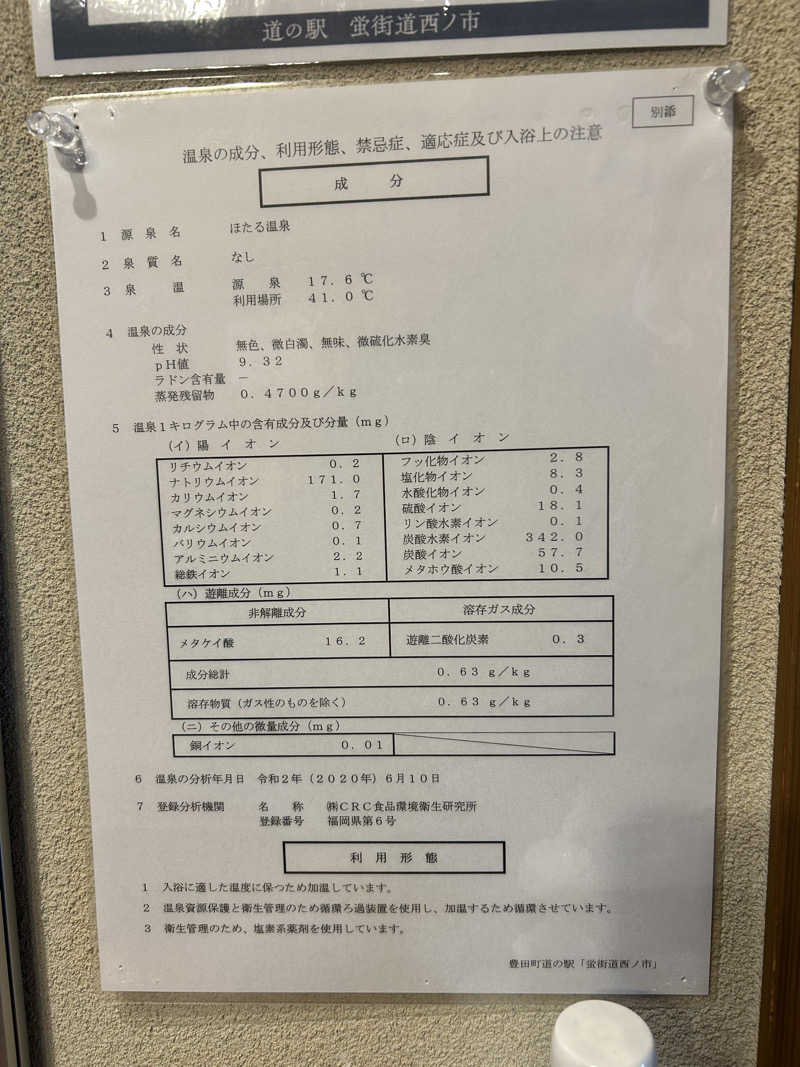 道の駅 蛍街道西ノ市
別添
温泉の成分、利用形態、禁忌症、適応症及び入浴上の注意
成 分
1 源泉名 ほたる温泉
2 泉質名 なし
3 泉 温 源 泉 17.6℃
利用場所 41.0℃
4 温泉の成分
性 状 無色、微白濁、無味、微硫化水素臭
pH値 9.32
ラドン含有量 −
蒸発残留物 0.4700g/kg
5 温泉1キログラム中の含有成分及び分量(mg)
(イ)陽イオン (ロ)陰イオン
リチウムイオン 0.2 フッ化物イオン 2.8
ナトリウムイオン 171.0 塩化物イオン 8.3
カリウムイオン 1.7 水酸化物イオン 0.4
マグネシウムイオン 0.2 硫酸イオン 18.1
カルシウムイオン 0.7 リン酸水素イオン 0.1
バリウムイオン 0.1 炭酸水素イオン 342.0
アルミニウムイオン 2.2 炭酸イオン 57.7
総鉄イオン 1.1 メタホウ酸イオン 10.5
(ハ)遊離成分(mg)
非解離成分 溶存ガス成分
メタケイ酸 16.2 遊離二酸化炭素 0.3
成分総計 0.63 g/kg
溶存物質(ガス性のものを除く) 0.63 g/kg
(ニ)その他の微量成分(mg)
銅イオン 0.01
6 温泉の分析年月日 令和2年(2020年)6月10日
7 登録分析機関 名 称 ㈱CRC食品環境衛生研究所
登録番号 福岡県第6号
利用形態
1 入浴に適した温度に保つため加温しています。
2 温泉資源保護と衛生管理のため循環ろ過装置を使用し、加温するため循環させています。
3 衛生管理のため、塩素系薬剤を使用しています。
豊田町道の駅「蛍街道西ノ市」